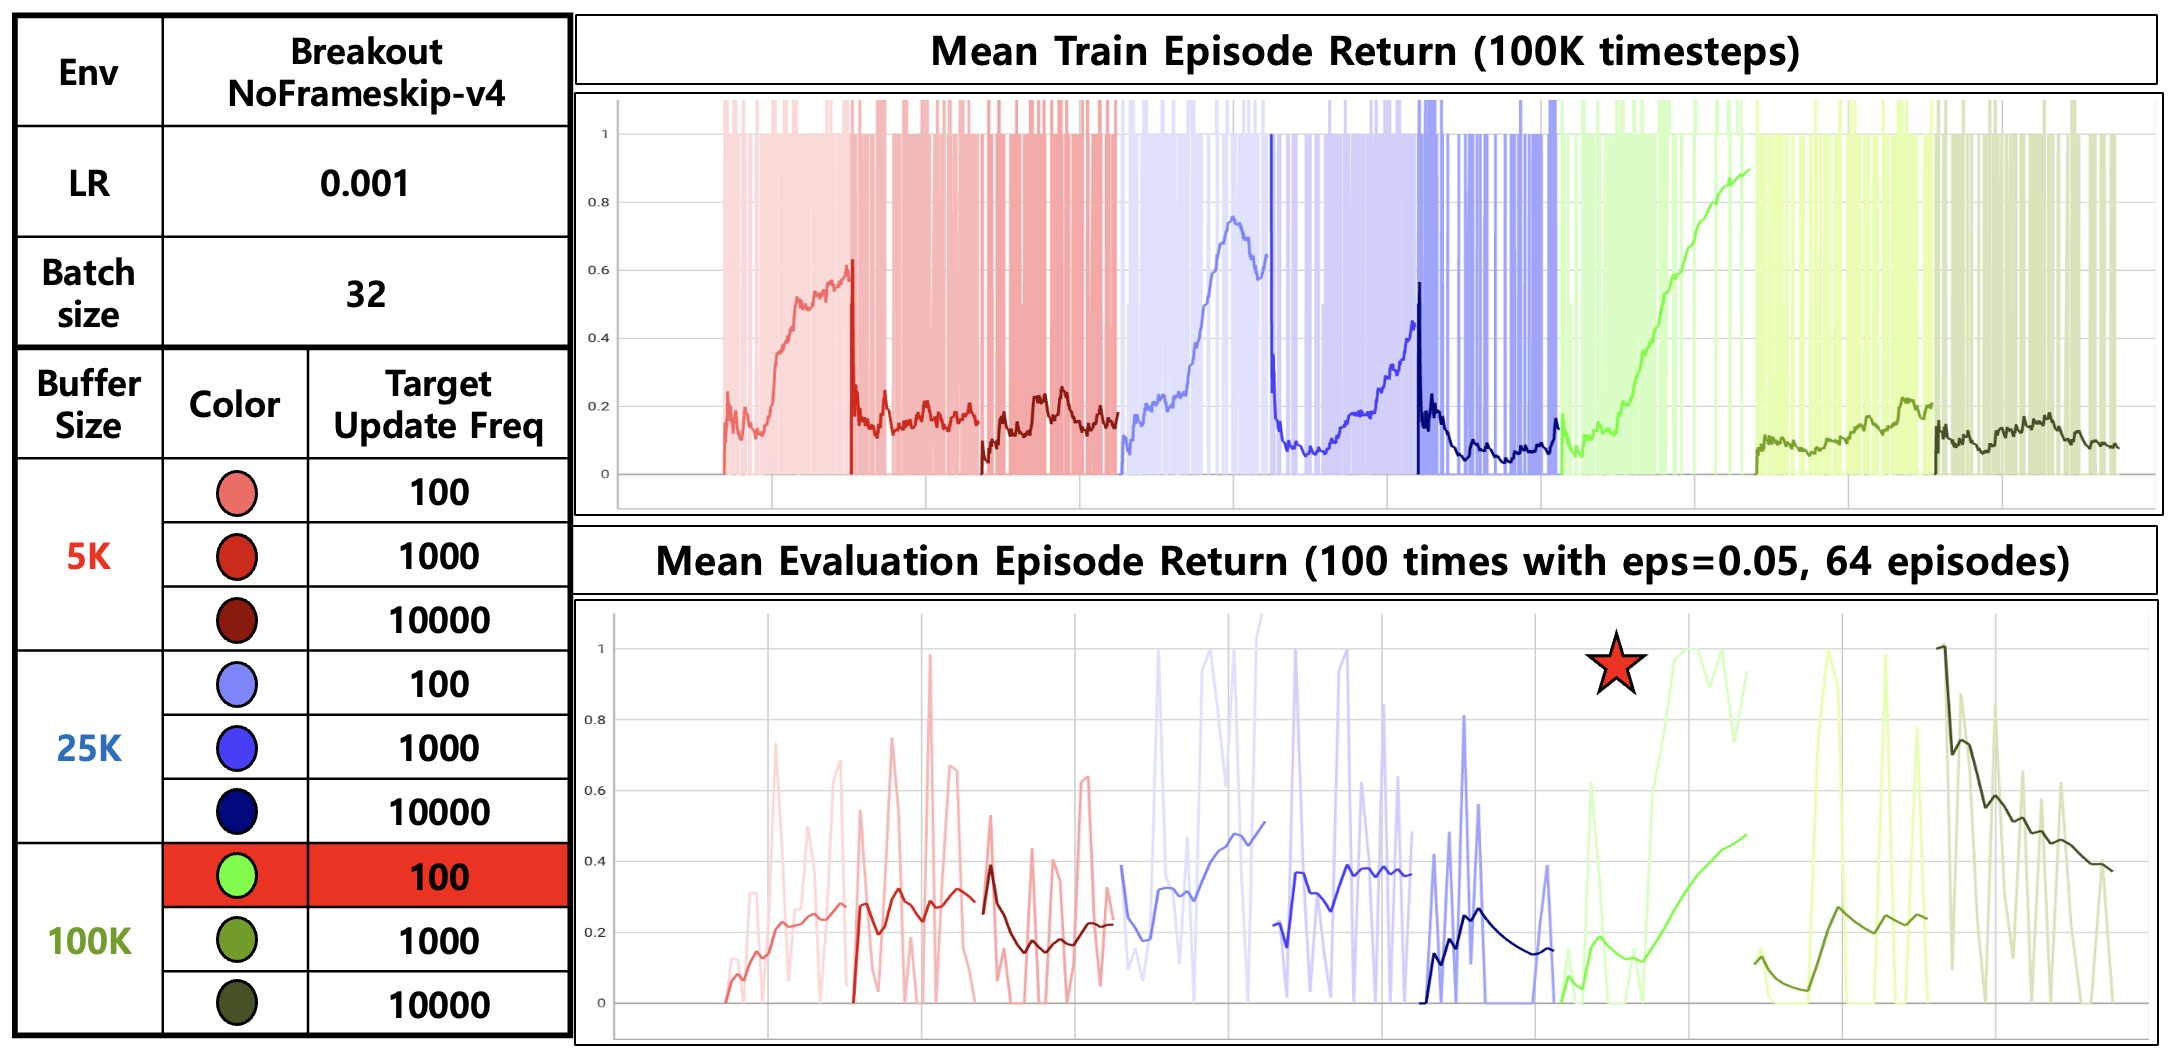 Env
Breakout
NoFrameskip-v4
LR
0.001
Batch
size
32
Buffer
Size
Color
Target
Update Freq
5K
100
1000
10000
25K
100
1000
10000
100K
100
1000
10000
Mean Train Episode Return (100K timesteps)
1
0.8
0.6
0.4
0.2
0
Mean Evaluation Episode Return (100 times with eps=0.05, 64 episodes)
1
0.8
0.6
0.4
0.2
0